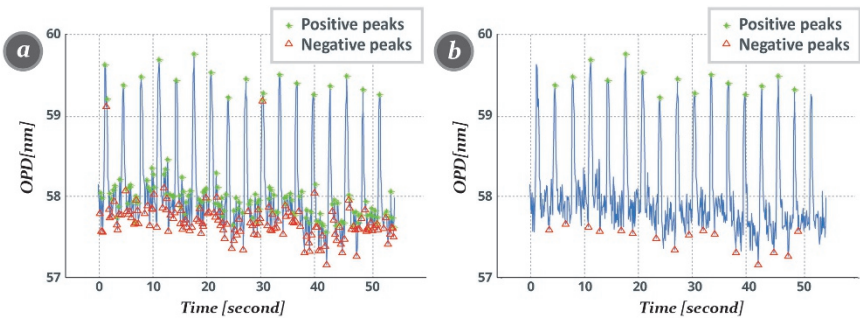 a
Positive peaks
Negative peaks
60
59
58
57
OPD[nm]
0 10 20 30 40 50
Time [second]
b
Positive peaks
Negative peaks
60
59
58
57
OPD[nm]
0 10 20 30 40 50
Time [second]